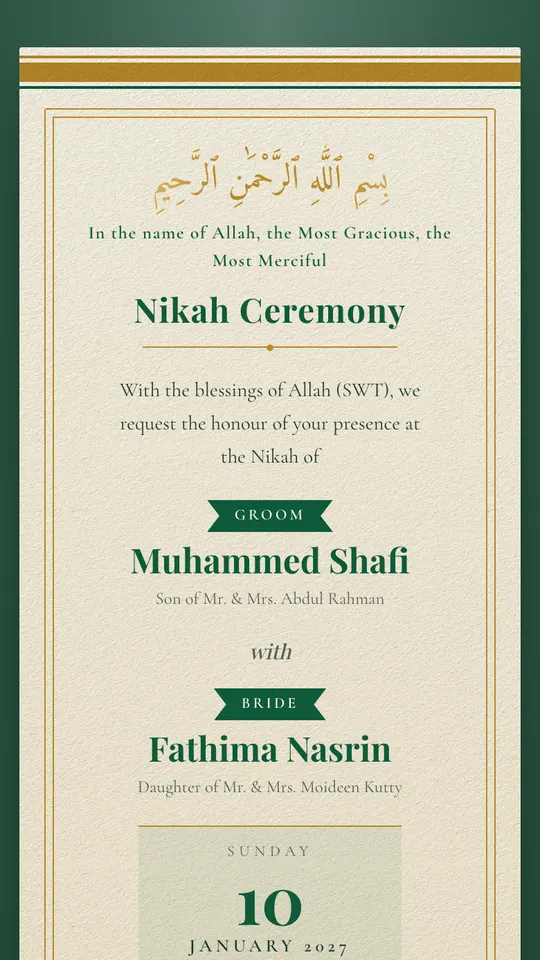 بِسْمِ ٱللَّٰهِ ٱلرَّحْمَٰنِ ٱلرَّحِيمِ
In the name of Allah, the Most Gracious, the
Most Merciful
Nikah Ceremony
With the blessings of Allah (SWT), we
request the honour of your presence at
the Nikah of
GROOM
Muhammed Shafi
Son of Mr. & Mrs. Abdul Rahman
with
BRIDE
Fathima Nasrin
Daughter of Mr. & Mrs. Moideen Kutty
SUNDAY
10
JANUARY 2027